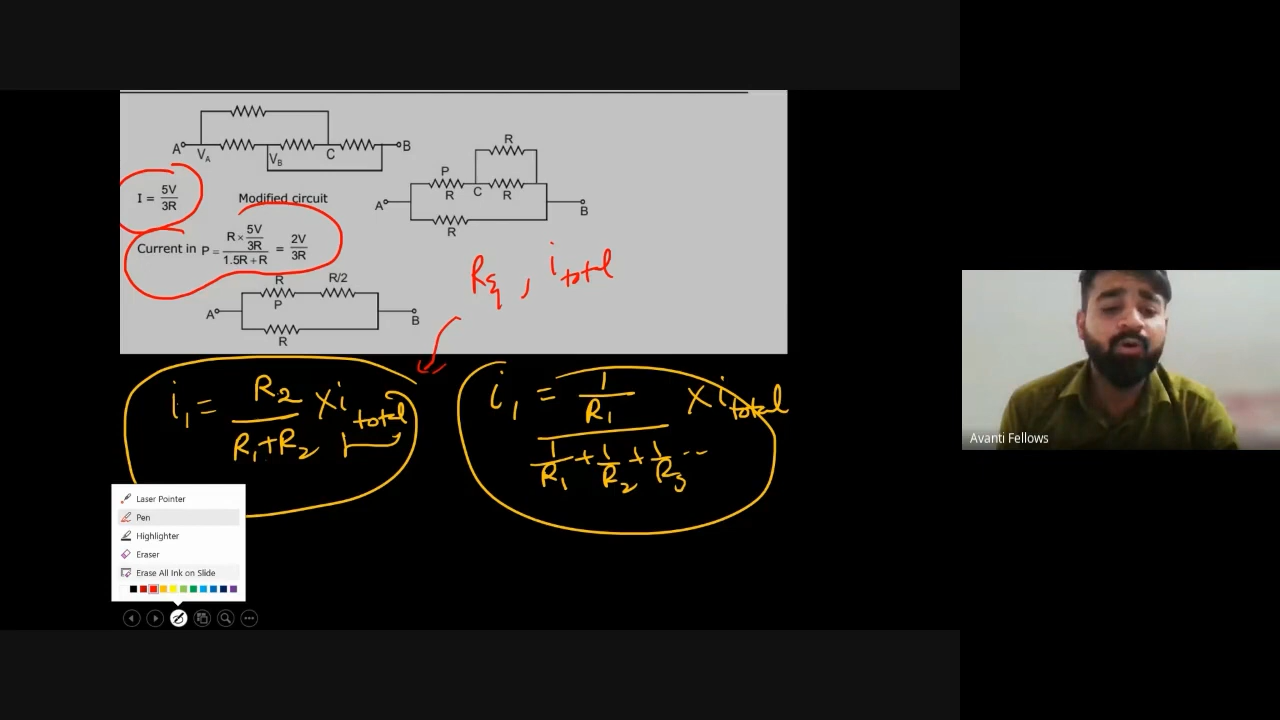 A V_A V_B C B
I = 5V/3R
Modified circuit
Current in P = (R × 5V/3R)/(1.5R + R) = 2V/3R
R
P
R C R
A B
R
R R/2
P
A B
R
R_eq , i_total
i_1 = R_2/(R_1 + R_2) × i_total
i_1 = (1/R_1)/(1/R_1 + 1/R_2 + 1/R_3 --) × i_total
Avanti Fellows
Laser Pointer
Pen
Highlighter
Eraser
Erase All Ink on Slide